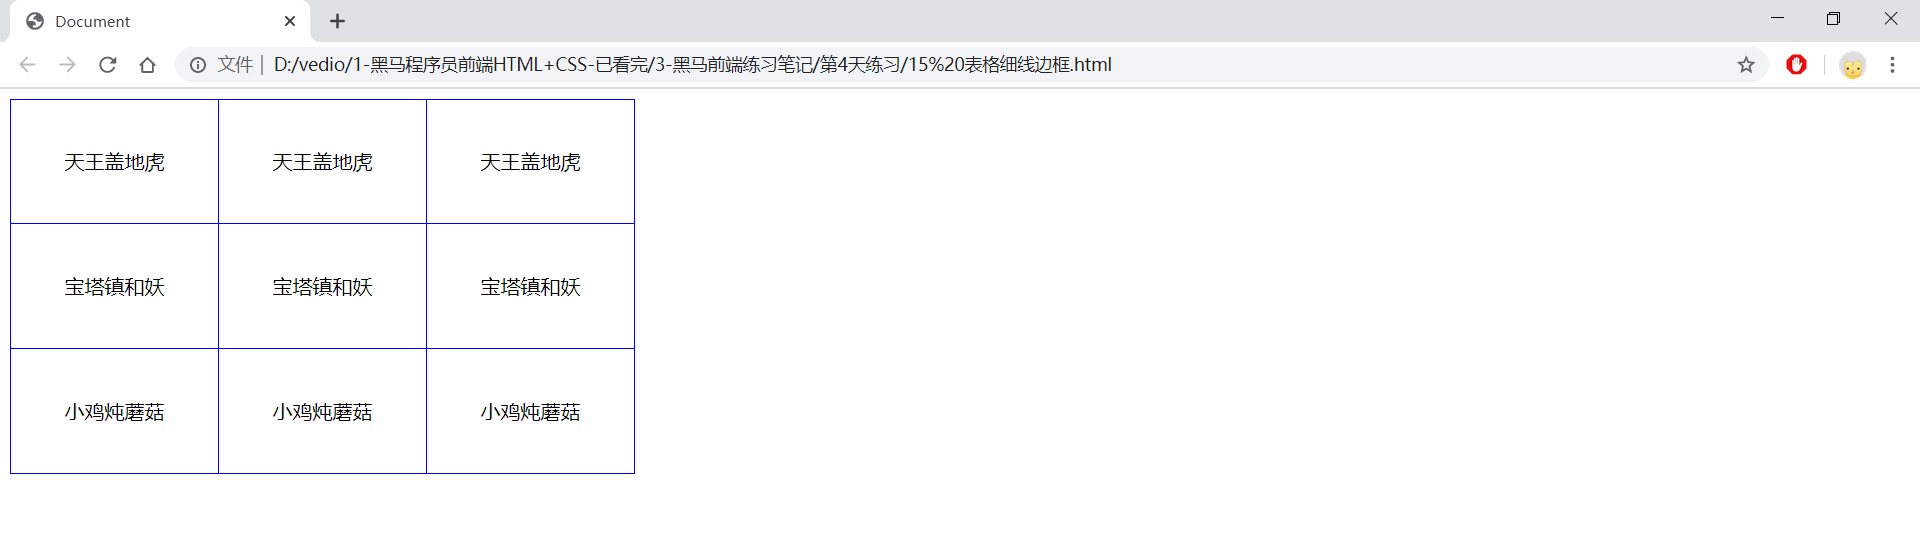 Document
文件 | D:/vedio/1-黑马程序员前端HTML+CSS-已看完/3-黑马前端练习笔记/第4天练习/15%20表格细线边框.html
天王盖地虎 天王盖地虎 天王盖地虎
宝塔镇和妖 宝塔镇和妖 宝塔镇和妖
小鸡炖蘑菇 小鸡炖蘑菇 小鸡炖蘑菇